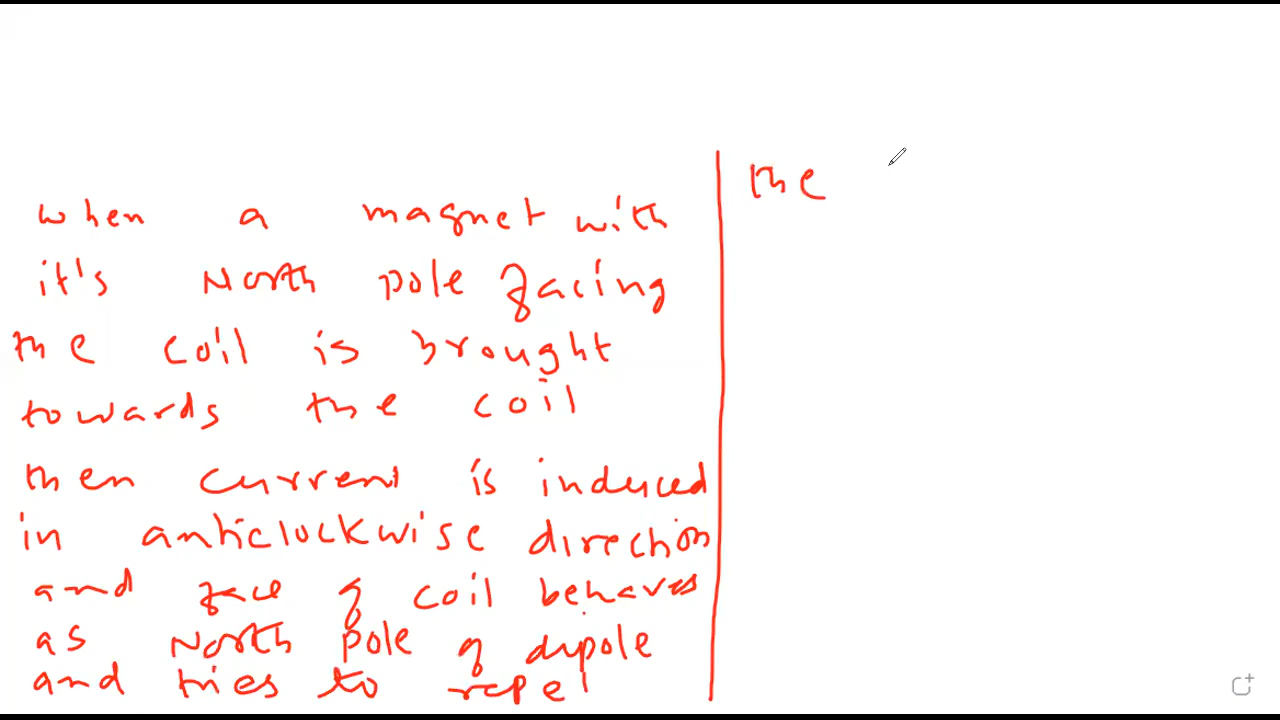 when a magnet with
it's North pole facing
the coil is brought
towards the coil
then current is induced
in anticlockwise direction
and face of coil behaves
as North pole of dipole
and tries to repel
the